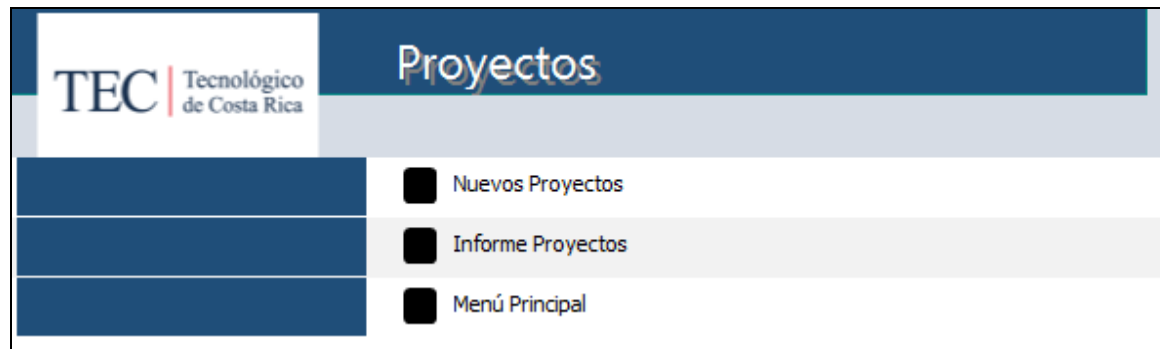 Proyectos
TEC Tecnológico
de Costa Rica
Nuevos Proyectos
Informe Proyectos
Menú Principal